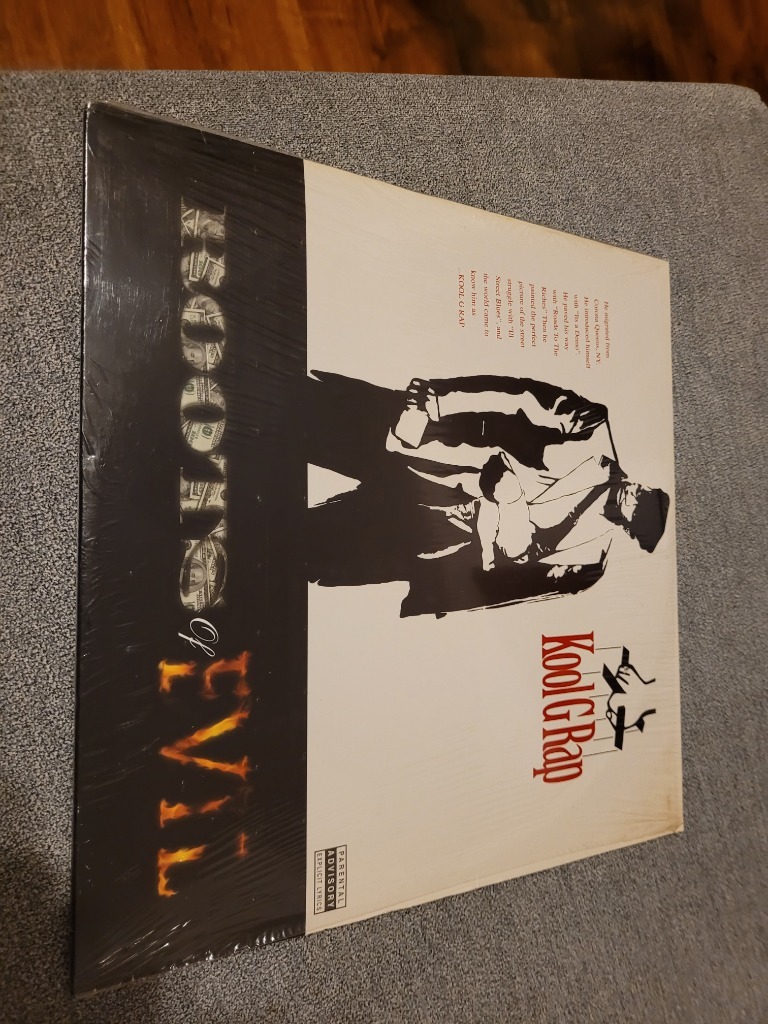 He migrated from
Corona Queens, NY.
He introduced himself
with "Its a Demo"
He paved his way
with "Roads To The
Riches" Then he
painted the perfect
picture of the street
struggle with "Ill
Street Blues" and
the world came to
know him as
KOOL G RAP
Kool G Rap
ROOTS
Of
EVIL
PARENTAL
ADVISORY
EXPLICIT LYRICS